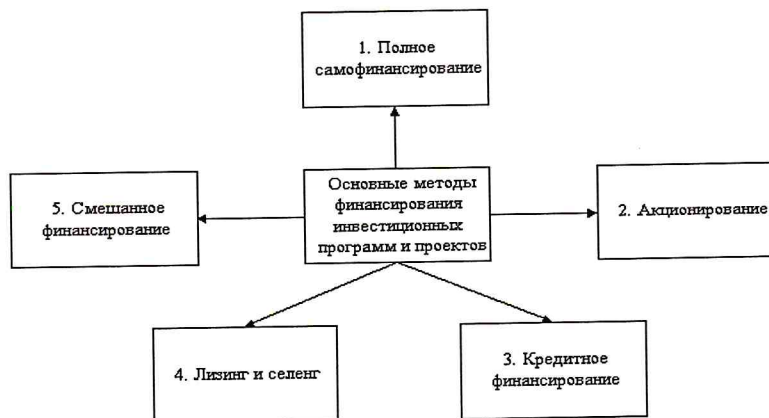 1. Полное
самофинансирование
Основные методы
финансирования
инвестиционных
программ и проектов
2. Акционирование
3. Кредитное
финансирование
4. Лизинг и селенг
5. Смешанное
финансирование